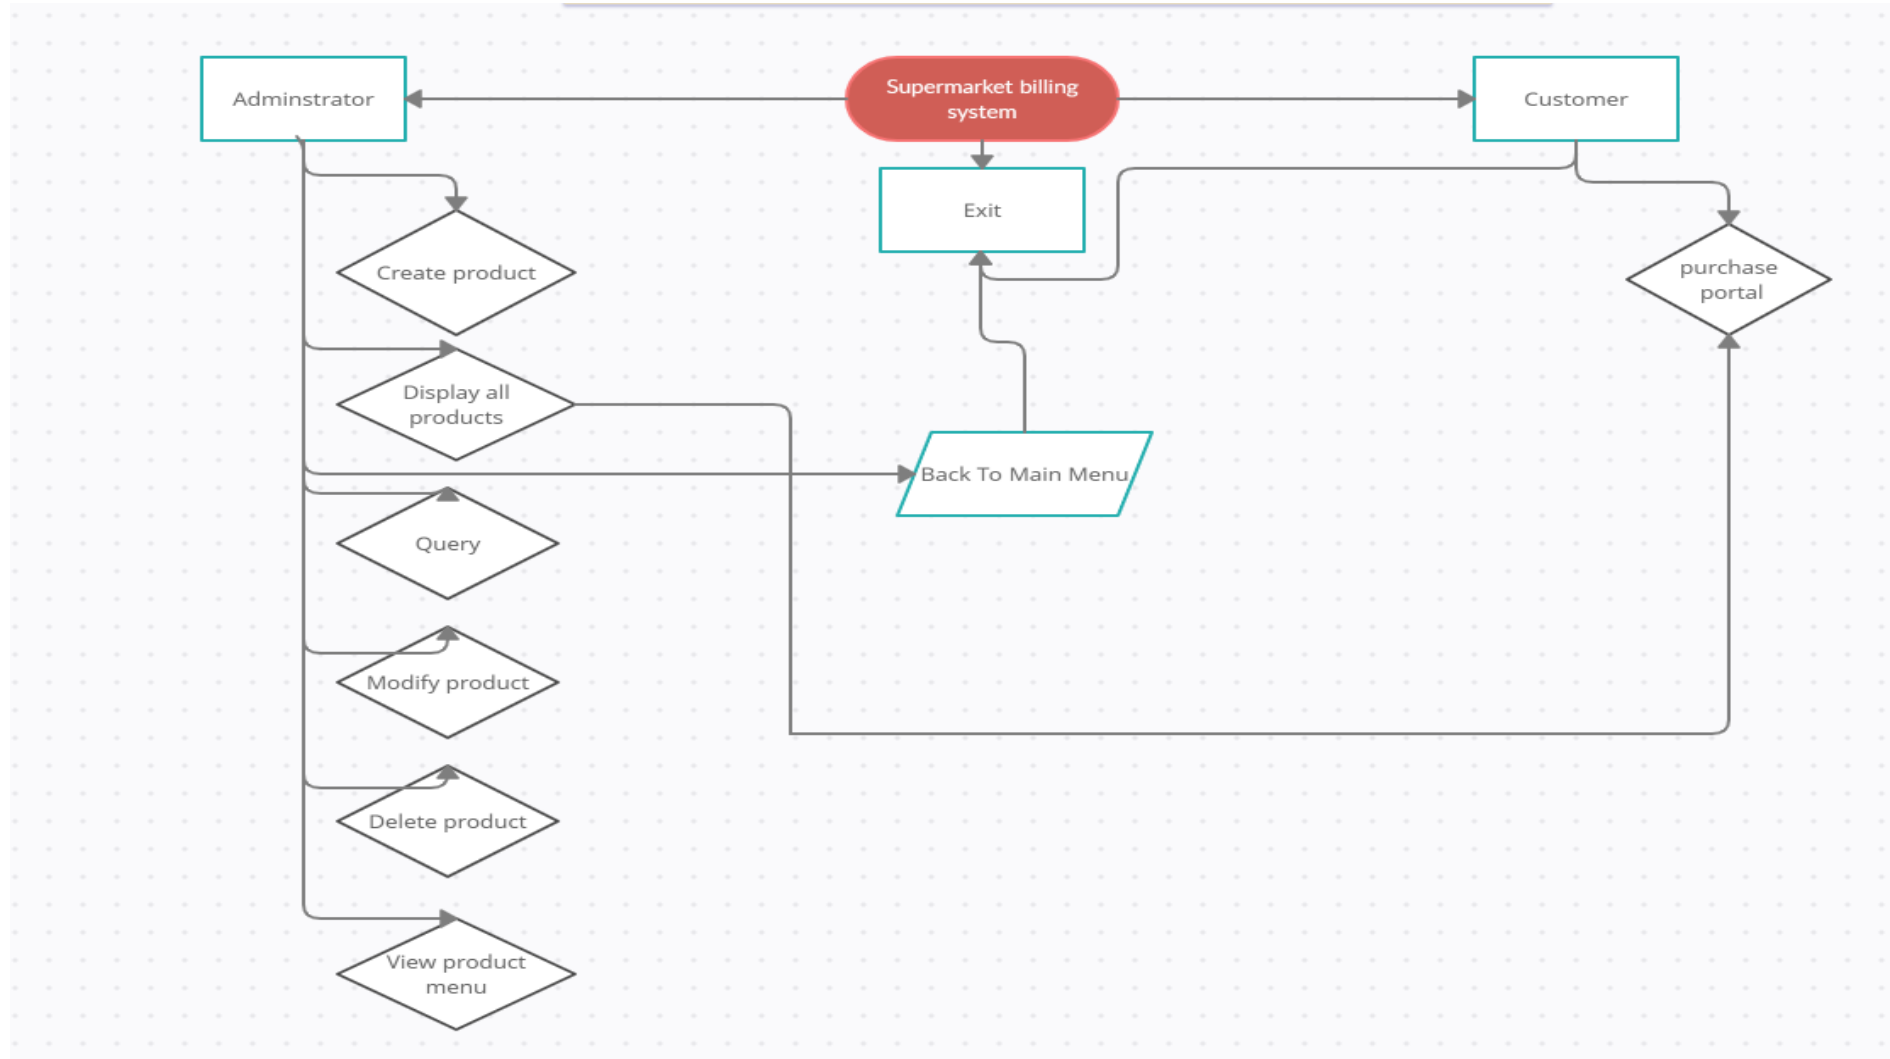 Adminstrator
Supermarket billing
system
Customer
Exit
Create product
purchase
portal
Display all
products
Back To Main Menu
Query
Modify product
Delete product
View product
menu